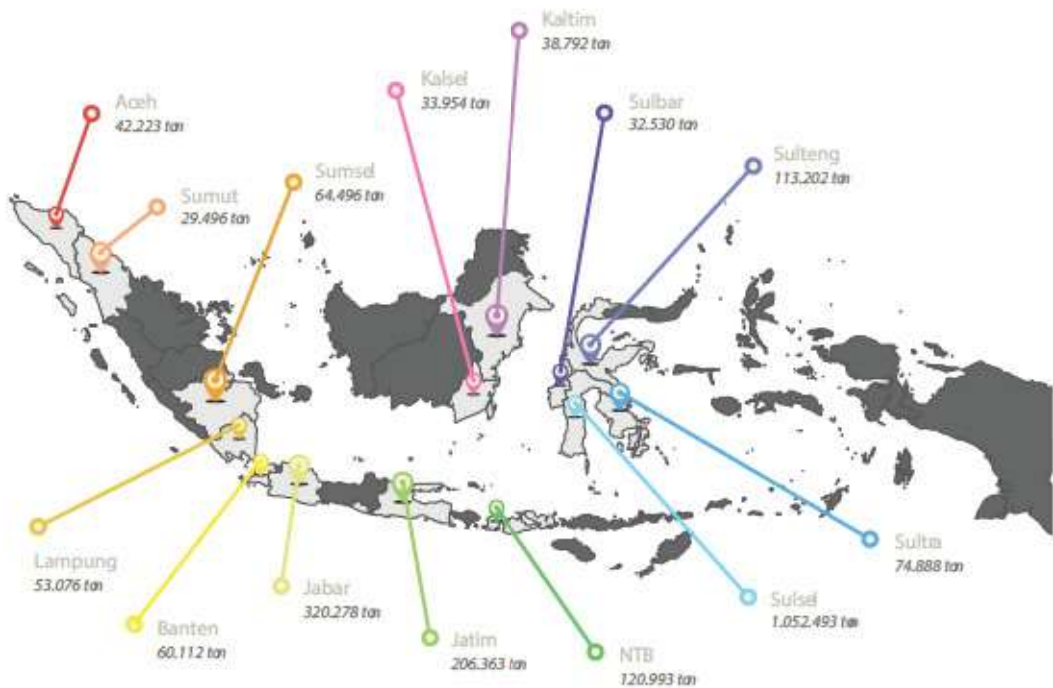 Kaltim
38.792 ton
Kalsel
33.954 ton
Aceh
42.223 ton
Sulbar
32.530 ton
Sulteng
113.202 ton
Sumsel
64.496 ton
Sumut
29.496 ton
Lampung
53.076 ton
Banten
60.112 ton
Jabar
320.278 ton
Jatim
206.363 ton
NTB
120.993 ton
Sulsel
1.052.493 ton
Sultra
74.888 ton